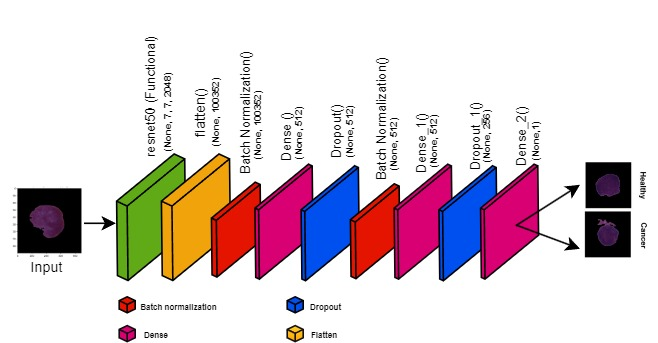 resnet50 (Functional)
(None, 7, 7, 2048)
flatten()
(None, 100352)
Batch Normalization()
(None, 100352)
Dense ()
(None, 512)
Dropout()
(None, 512)
Batch Normalization()
(None, 512)
Dense_1()
(None, 512)
Dropout_1()
(None, 256)
Dense_2()
(None,1)
Healthy
Cancer
Input
Batch normalization
Dropout
Dense
Flatten